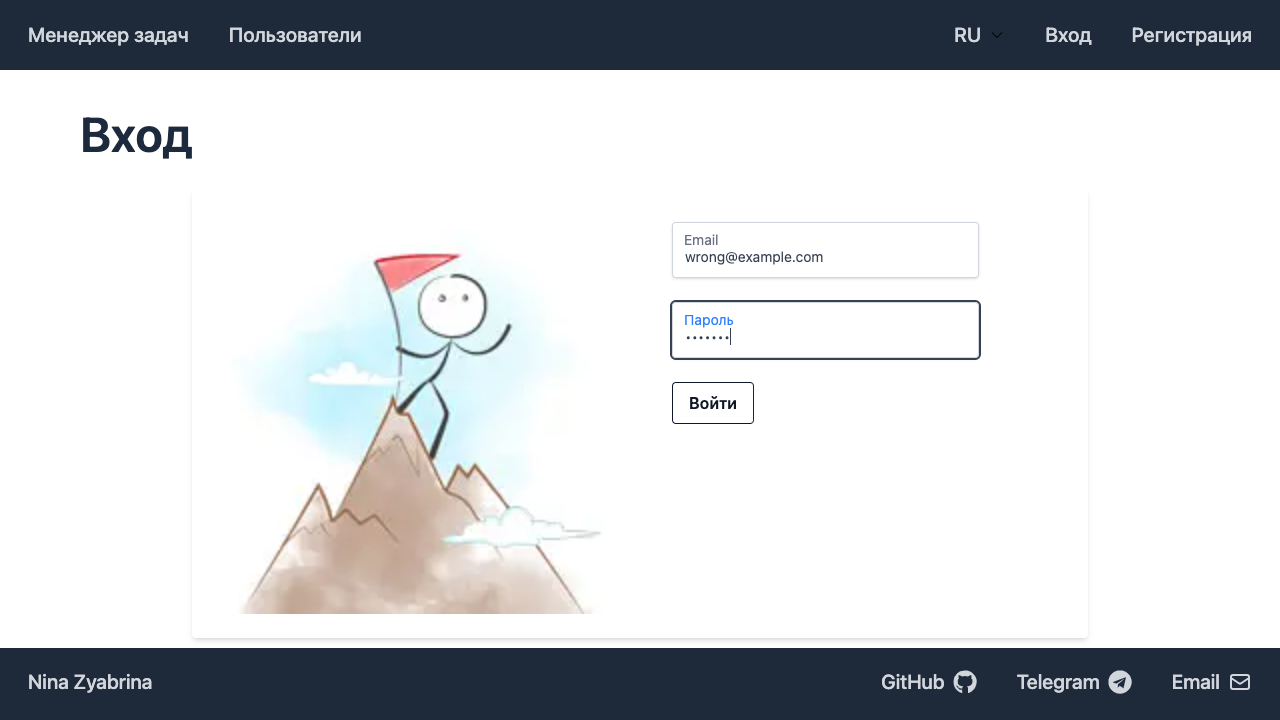 Менеджер задач Пользователи RU Вход Регистрация
Вход
Email
wrong@example.com
Пароль
•••••••
Войти
Nina Zyabrina GitHub Telegram Email